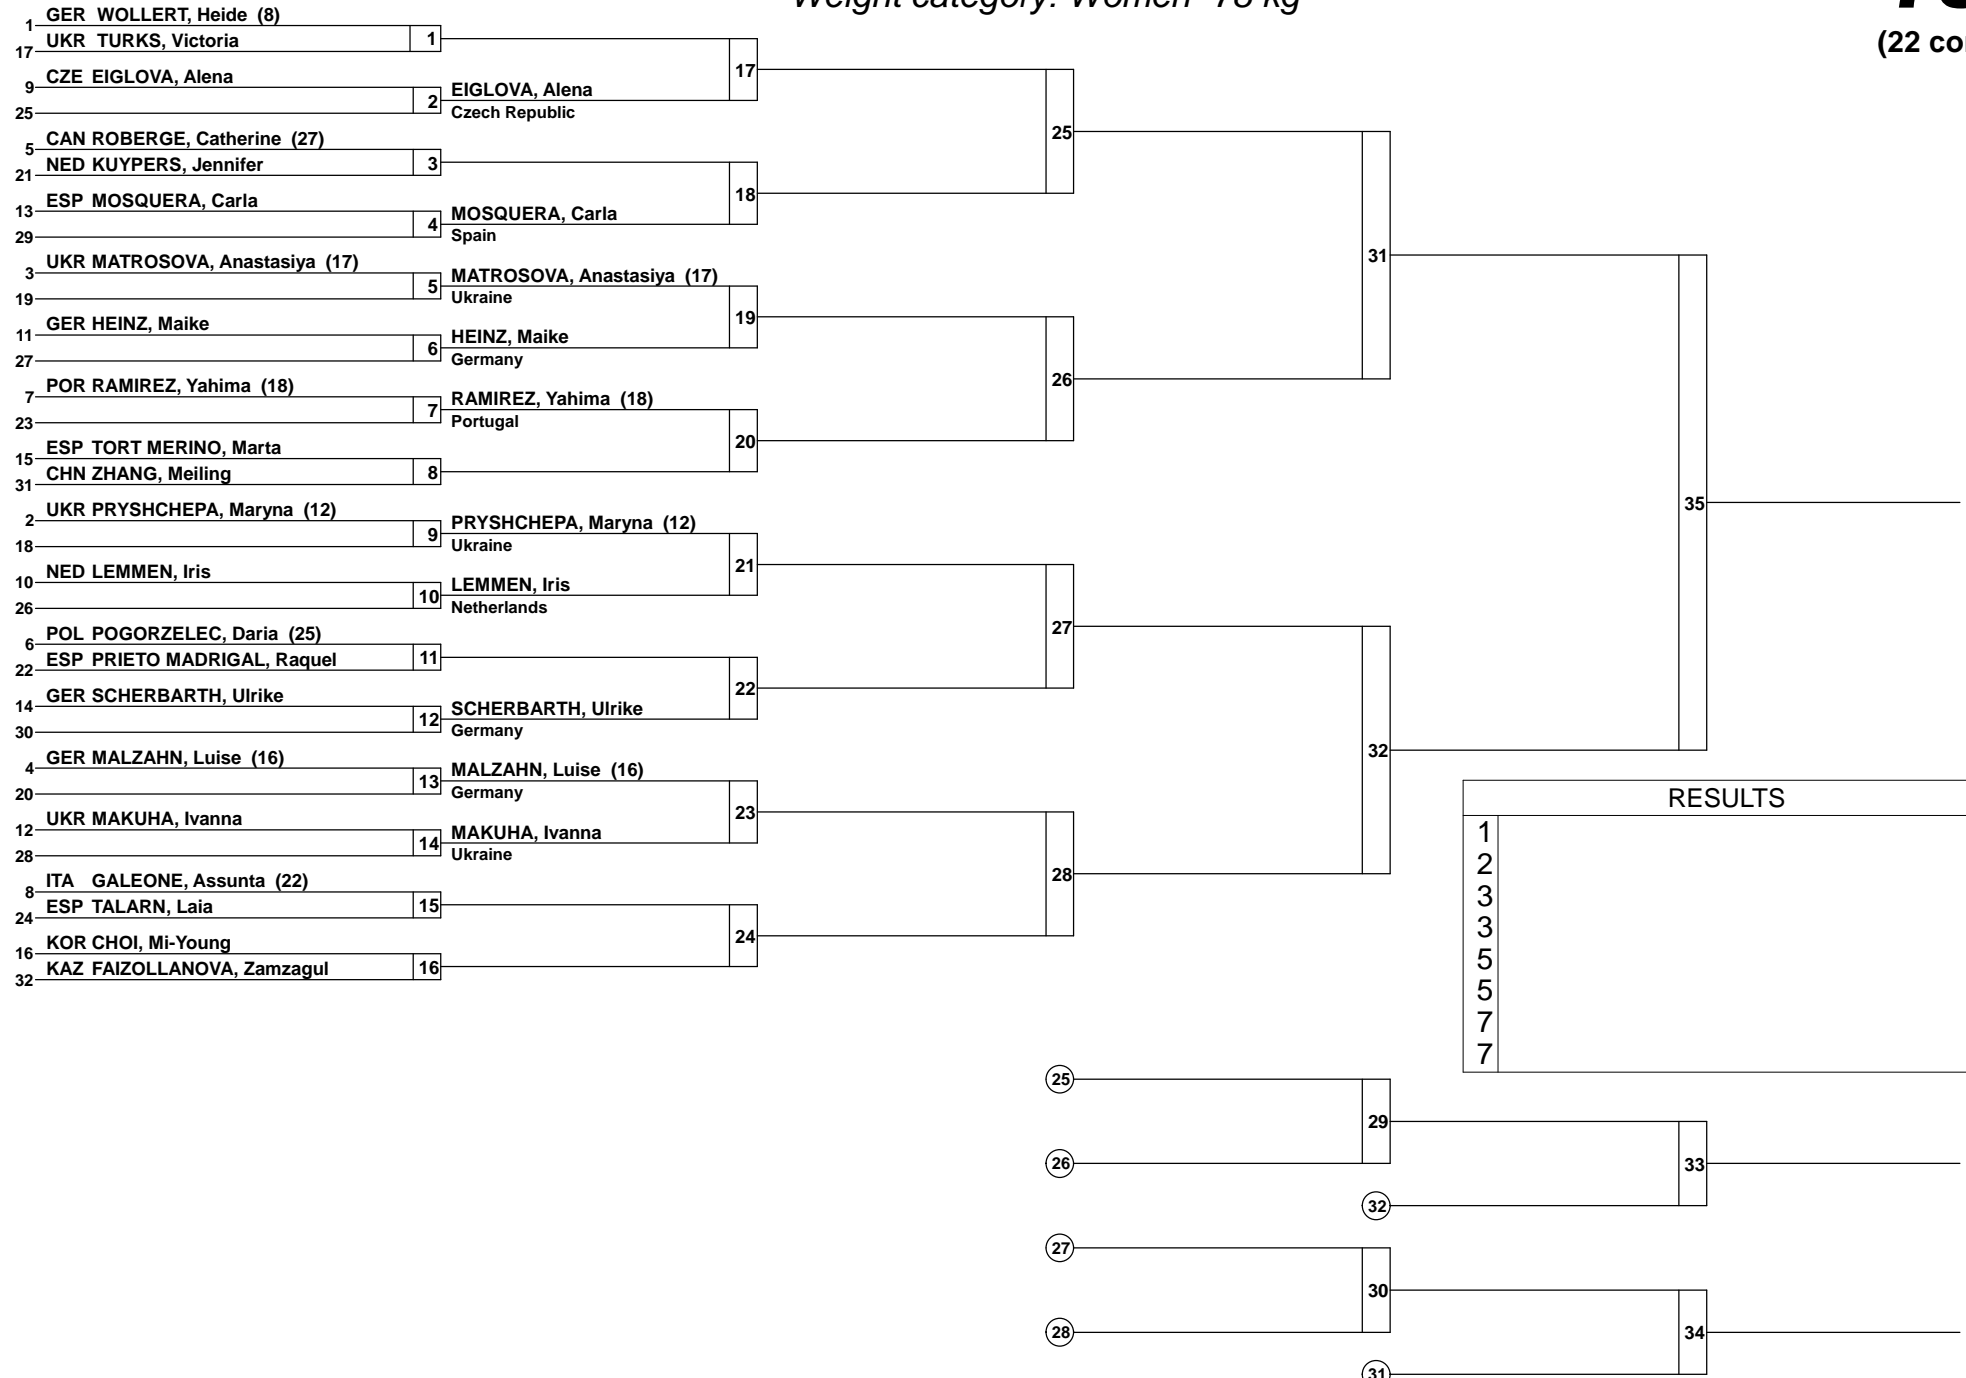 Weight category: Women -78 kg
(22
1 GER WOLLERT, Heide (8)
17 UKR TURKS, Victoria
1
9 CZE EIGLOVA, Alena
25
2
EIGLOVA, Alena
Czech Republic
17
5 CAN ROBERGE, Catherine (27)
21 NED KUYPERS, Jennifer
3
13 ESP MOSQUERA, Carla
29
4
MOSQUERA, Carla
Spain
18
25
3 UKR MATROSOVA, Anastasiya (17)
19
5
MATROSOVA, Anastasiya (17)
Ukraine
11 GER HEINZ, Maike
27
6
HEINZ, Maike
Germany
19
7 POR RAMIREZ, Yahima (18)
23
7
RAMIREZ, Yahima (18)
Portugal
15 ESP TORT MERINO, Marta
31 CHN ZHANG, Meiling
8
20
26
31
2 UKR PRYSHCHEPA, Maryna (12)
18
9
PRYSHCHEPA, Maryna (12)
Ukraine
10 NED LEMMEN, Iris
26
10
LEMMEN, Iris
Netherlands
21
6 POL POGORZELEC, Daria (25)
22 ESP PRIETO MADRIGAL, Raquel
11
14 GER SCHERBARTH, Ulrike
30
12
SCHERBARTH, Ulrike
Germany
22
27
4 GER MALZAHN, Luise (16)
20
13
MALZAHN, Luise (16)
Germany
12 UKR MAKUHA, Ivanna
28
14
MAKUHA, Ivanna
Ukraine
23
8 ITA GALEONE, Assunta (22)
24 ESP TALARN, Laia
15
16 KOR CHOI, Mi-Young
32 KAZ FAIZOLLANOVA, Zamzagul
16
24
28
32
35
RESULTS
1
2
3
3
5
5
7
7
25
26
29
32
33
27
28
30
31
34